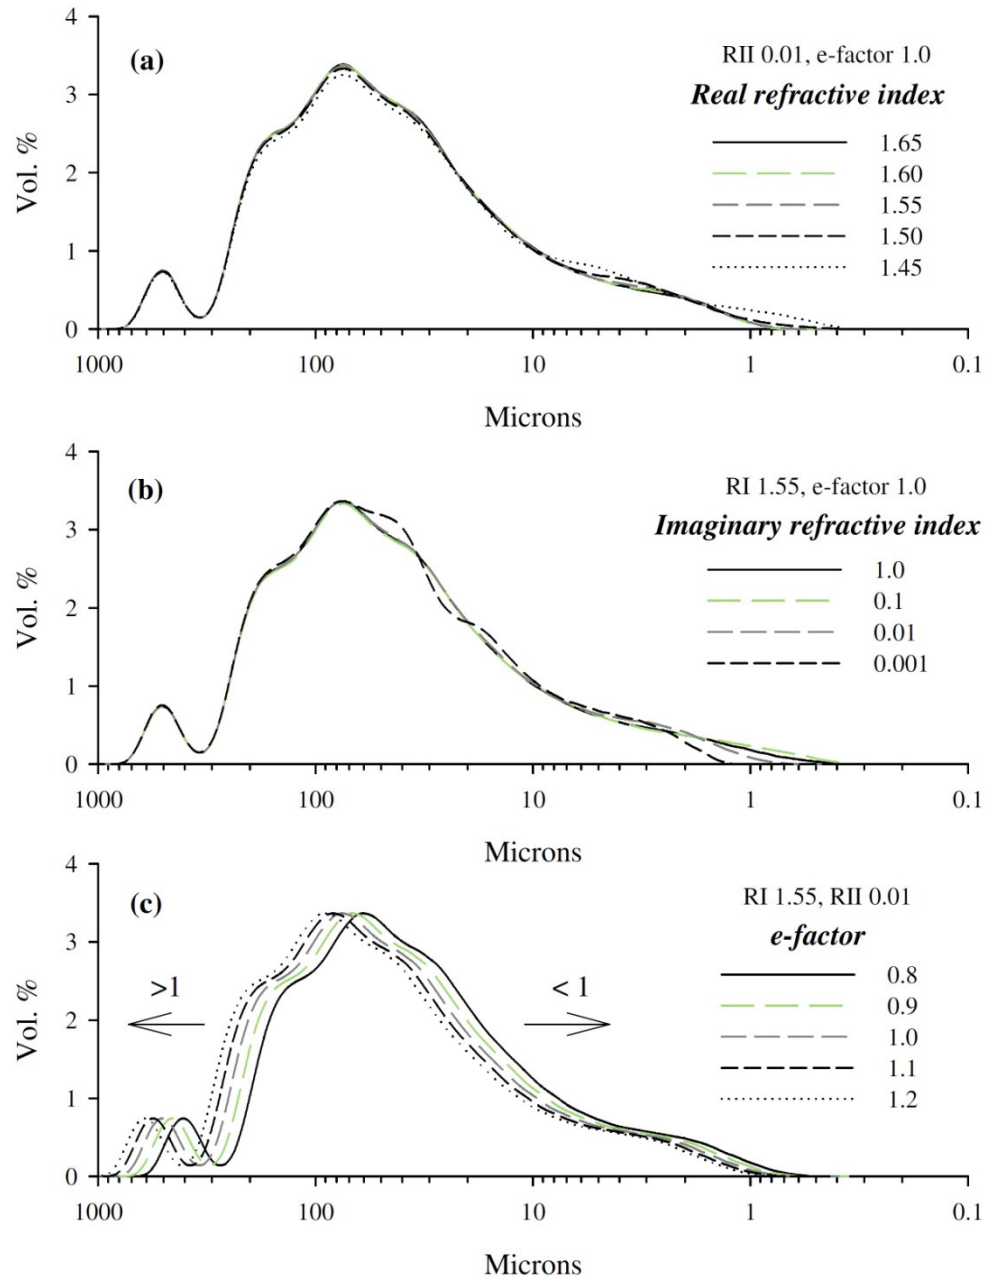 4
(a)
RII 0.01, e-factor 1.0
3
Real refractive index
1.65
Vol. %
2
1.60
1.55
1
1.50
1.45
0
1000 100 10 1 0.1
Microns
4
(b)
RI 1.55, e-factor 1.0
3
Imaginary refractive index
1.0
Vol. %
2
0.1
0.01
1
0.001
0
1000 100 10 1 0.1
Microns
4
(c)
RI 1.55, RII 0.01
3
e-factor
>1 < 1
0.8
Vol. %
2
0.9
1.0
1
1.1
1.2
0
1000 100 10 1 0.1
Microns